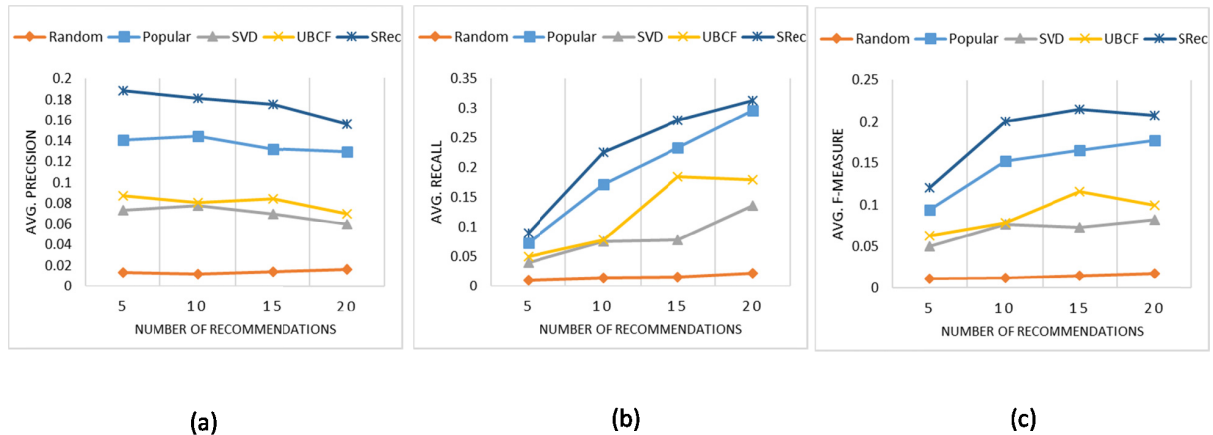 Random Popular SVD UBCF SRec
0.2
0.18
0.16
0.14
0.12
0.1
0.08
0.06
0.04
0.02
0
AVG. PRECISION
5 10 15 20
NUMBER OF RECOMMENDATIONS
(a)
Random Popular SVD UBCF SRec
0.35
0.3
0.25
0.2
0.15
0.1
0.05
0
AVG. RECALL
5 10 15 20
NUMBER OF RECOMMENDATIONS
(b)
Random Popular SVD UBCF SRec
0.25
0.2
0.15
0.1
0.05
0
AVG. F-MEASURE
5 10 15 20
NUMBER OF RECOMMENDATIONS
(c)